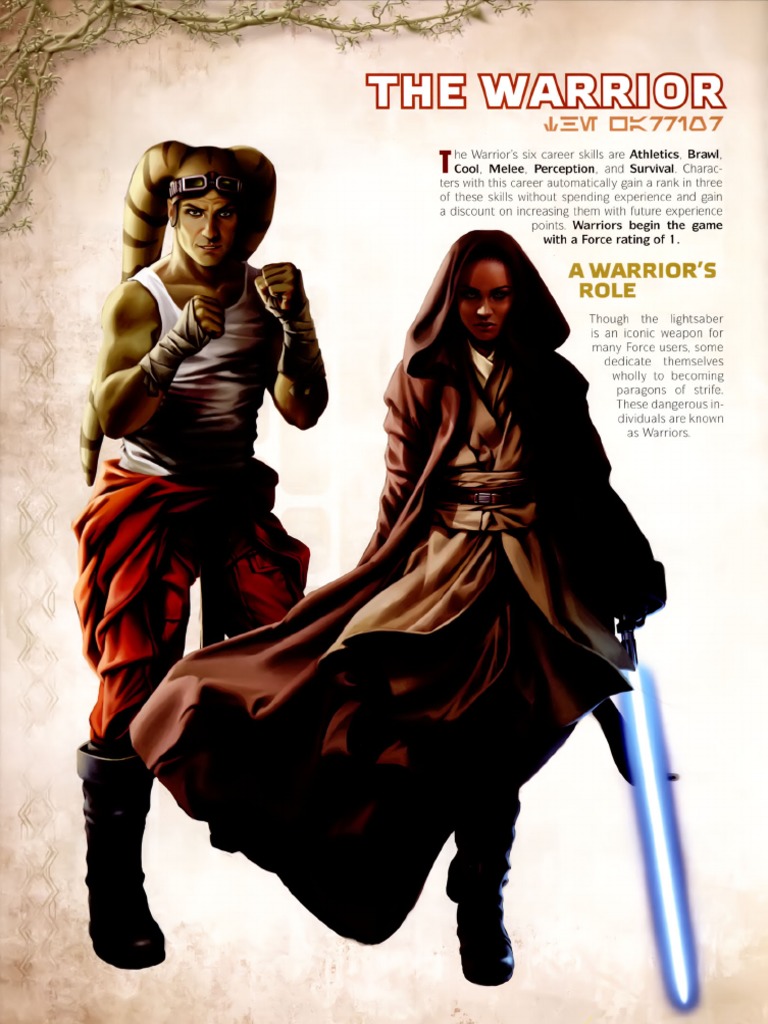 THE WARRIOR
The Warrior's six career skills are Athletics, Brawl,
Cool, Melee, Perception, and Survival. Charac-
ters with this career automatically gain a rank in three
of these skills without spending experience and gain
a discount on increasing them with future experience
points. Warriors begin the game
with a Force rating of 1.
A WARRIOR'S
ROLE
Though the lightsaber
is an iconic weapon for
many Force users, some
dedicate themselves
wholly to becoming
paragons of strife.
These dangerous in-
dividuals are known
as Warriors.